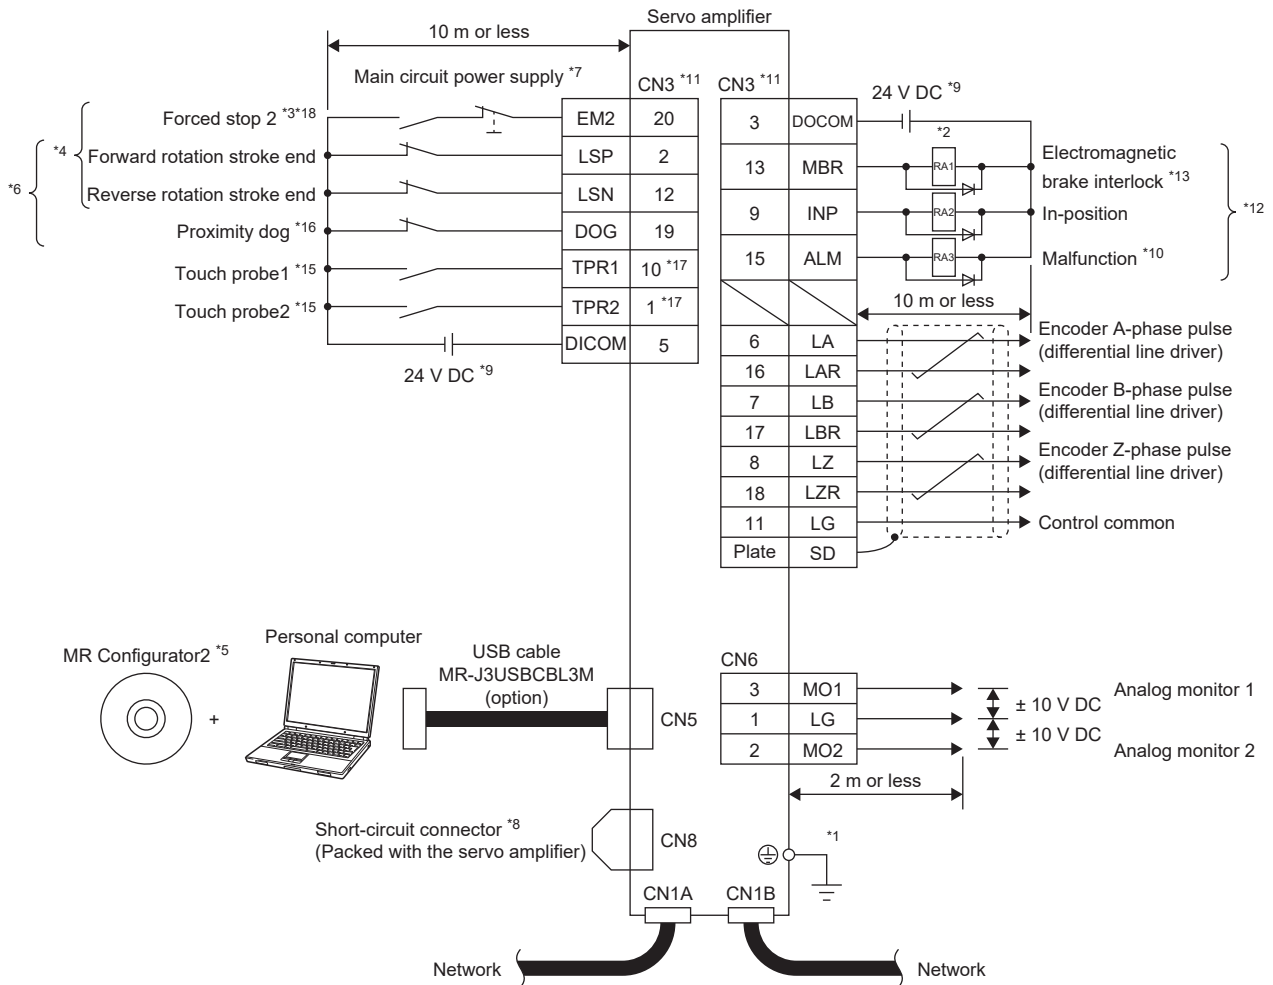 Servo amplifier
10 m or less
Main circuit power supply *7
CN3 *11
Forced stop 2 *3*18
EM2 20
*4
Forward rotation stroke end
LSP 2
*6
Reverse rotation stroke end
LSN 12
Proximity dog *16
DOG 19
Touch probe1 *15
TPR1 10 *17
Touch probe2 *15
TPR2 1 *17
DICOM 5
24 V DC *9
CN3 *11
24 V DC *9
3 DOCOM
*2
13 MBR
RA1
Electromagnetic
brake interlock *13
9 INP
RA2
In-position
*12
15 ALM
RA3
Malfunction *10
10 m or less
6 LA
Encoder A-phase pulse
(differential line driver)
16 LAR
7 LB
Encoder B-phase pulse
(differential line driver)
17 LBR
8 LZ
Encoder Z-phase pulse
(differential line driver)
18 LZR
11 LG
Control common
Plate SD
MR Configurator2 *5
+
Personal computer
USB cable
MR-J3USBCBL3M
(option)
CN5
CN6
3 MO1
Analog monitor 1
± 10 V DC
1 LG
± 10 V DC
2 MO2
Analog monitor 2
2 m or less
Short-circuit connector *8
(Packed with the servo amplifier)
CN8
*1
CN1A
CN1B
Network
Network